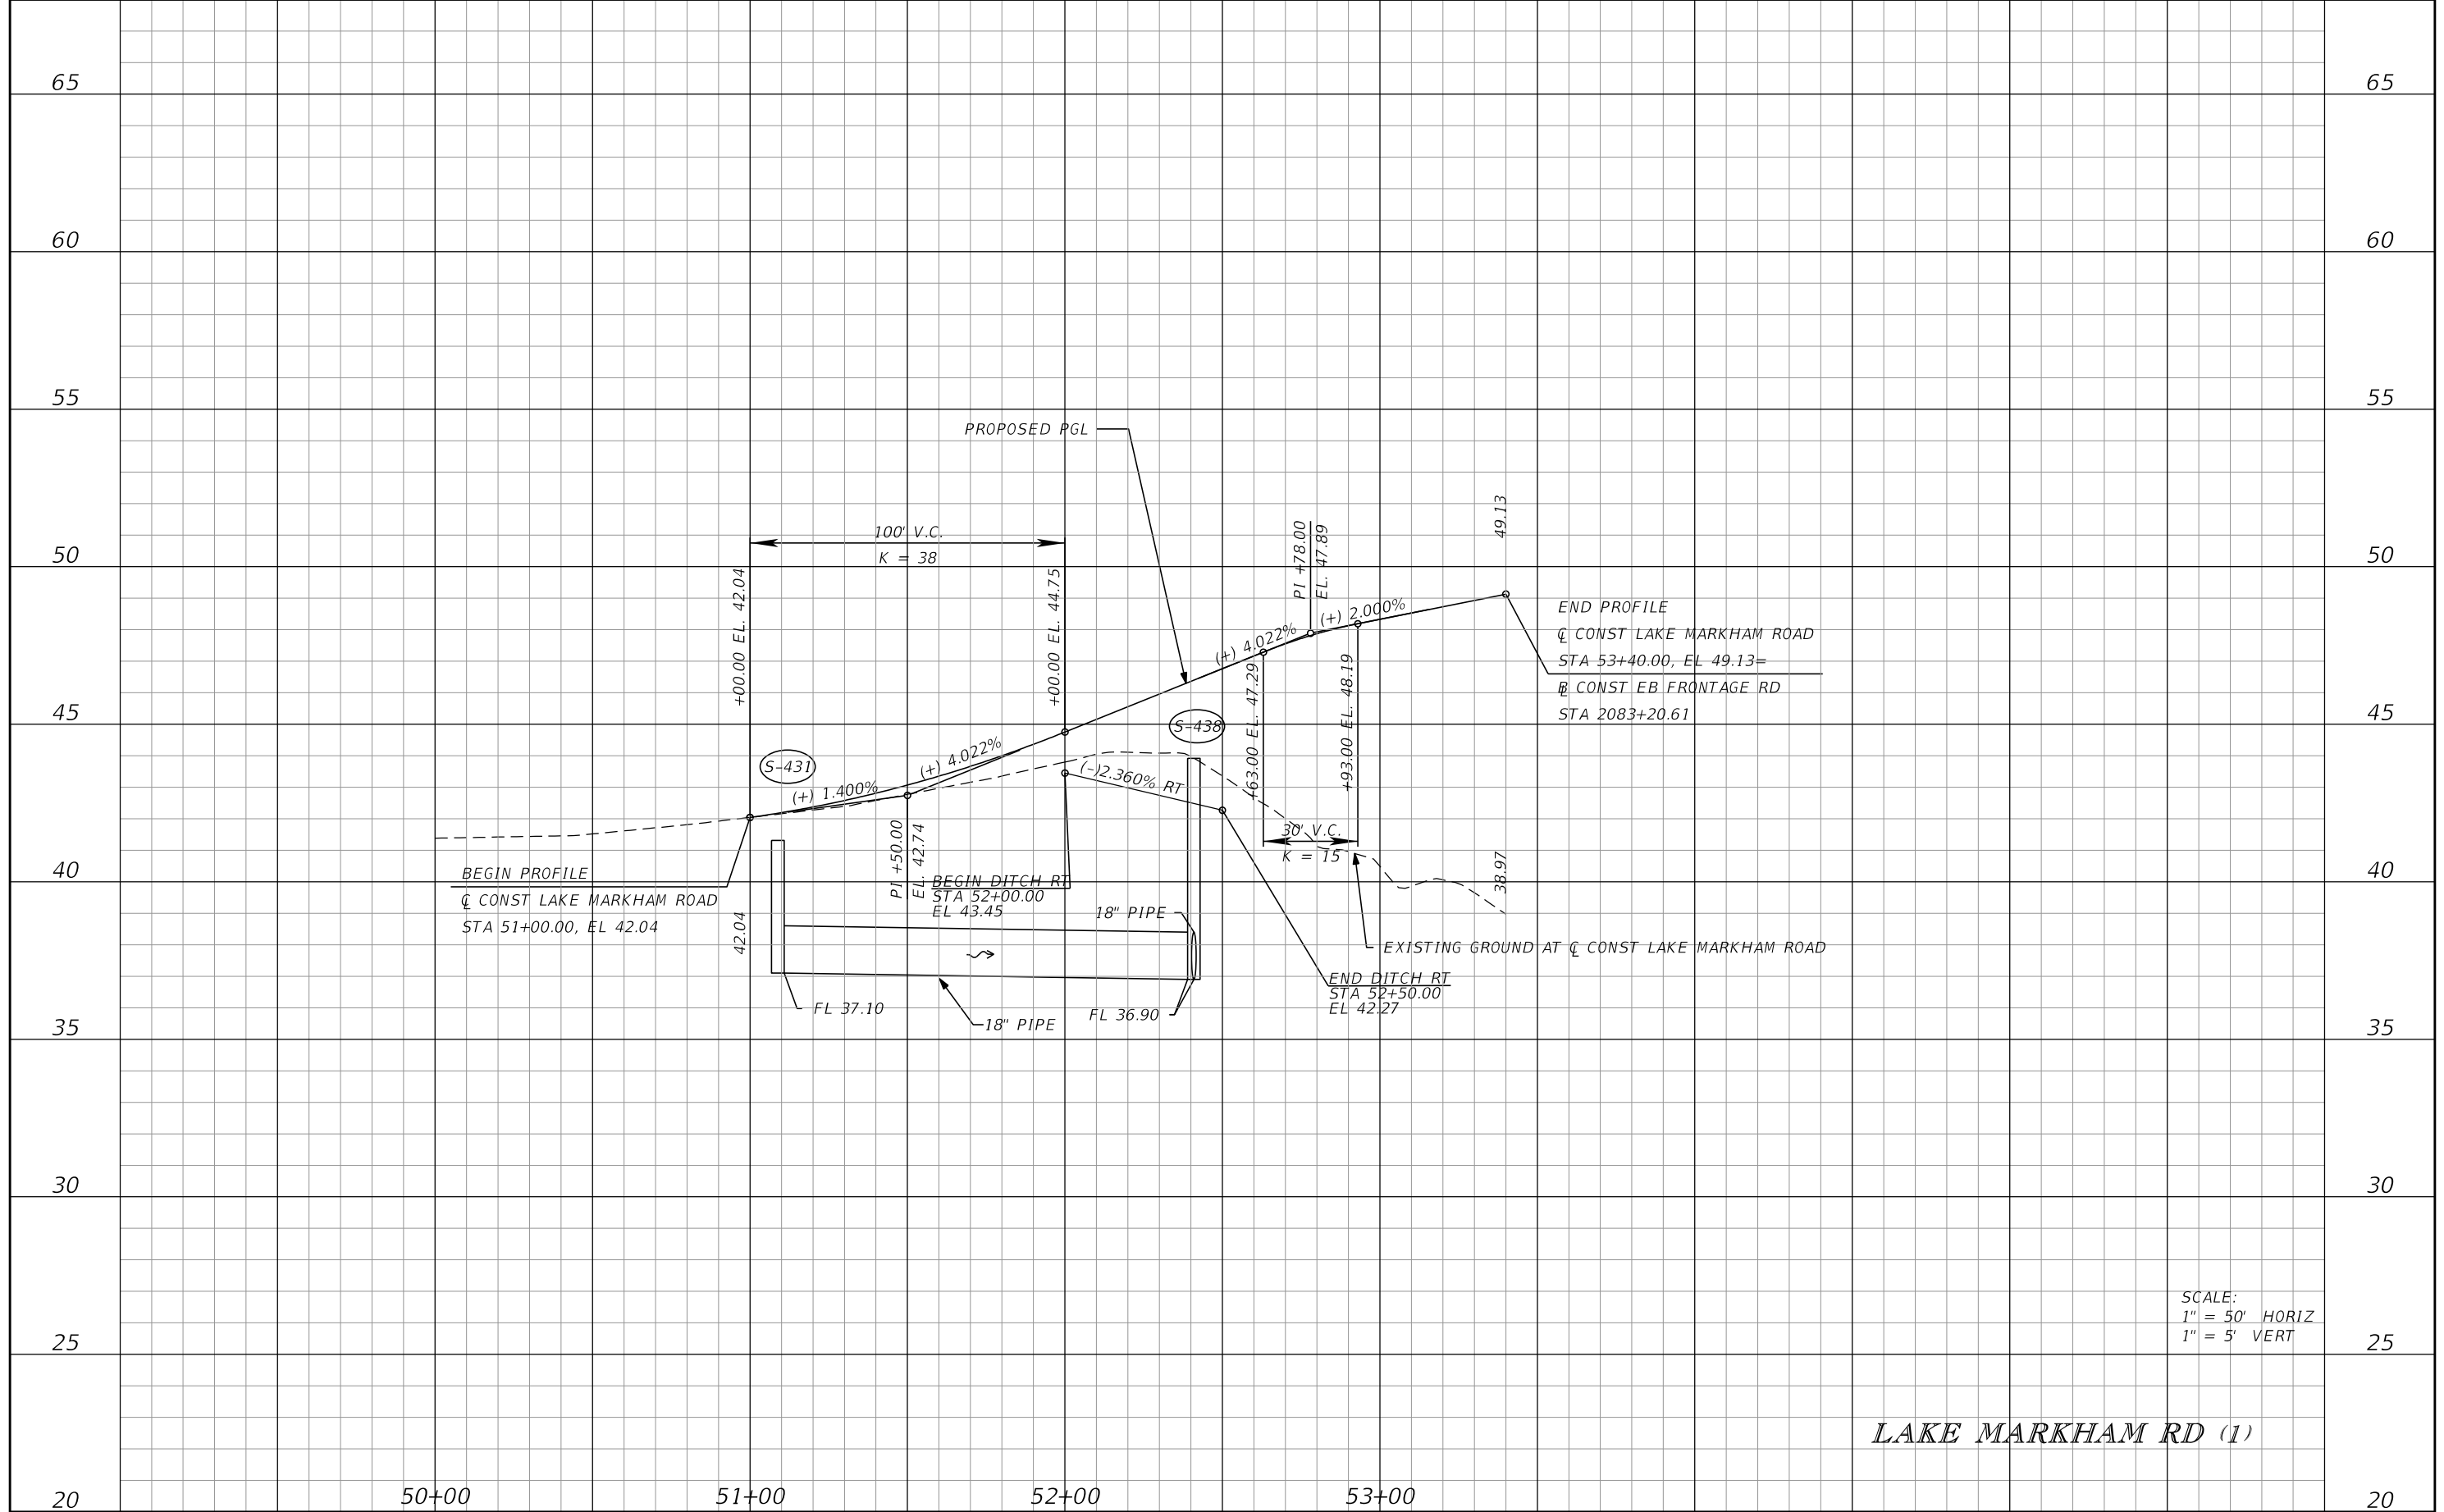 65
65
60
60
55
55
PROPOSED PGL
50
50
100' V.C.
K = 38
+00.00 EL. 42.04
+00.00 EL. 44.75
PI +78.00
EL. 47.89
49.13
(+) 4.022%
(+) 2.000%
END PROFILE
℄ CONST LAKE MARKHAM ROAD
STA 53+40.00, EL 49.13=
B CONST EB FRONTAGE RD
STA 2083+20.61
45
45
S-431
S-438
(+) 1.400%
(+) 4.022%
(-)2.360% RT
+63.00 EL. 47.29
+93.00 EL. 48.19
30' V.C.
K = 15
PI +50.00
EL. 42.74
40
40
BEGIN PROFILE
℄ CONST LAKE MARKHAM ROAD
STA 51+00.00, EL 42.04
42.04
BEGIN DITCH RT
STA 52+00.00
EL 43.45
18" PIPE
38.97
EXISTING GROUND AT ℄ CONST LAKE MARKHAM ROAD
END DITCH RT
STA 52+50.00
EL 42.27
FL 37.10
18" PIPE
FL 36.90
35
35
30
30
SCALE:
1" = 50' HORIZ
1" = 5' VERT
25
25
LAKE MARKHAM RD (1)
20
50+00
51+00
52+00
53+00
20